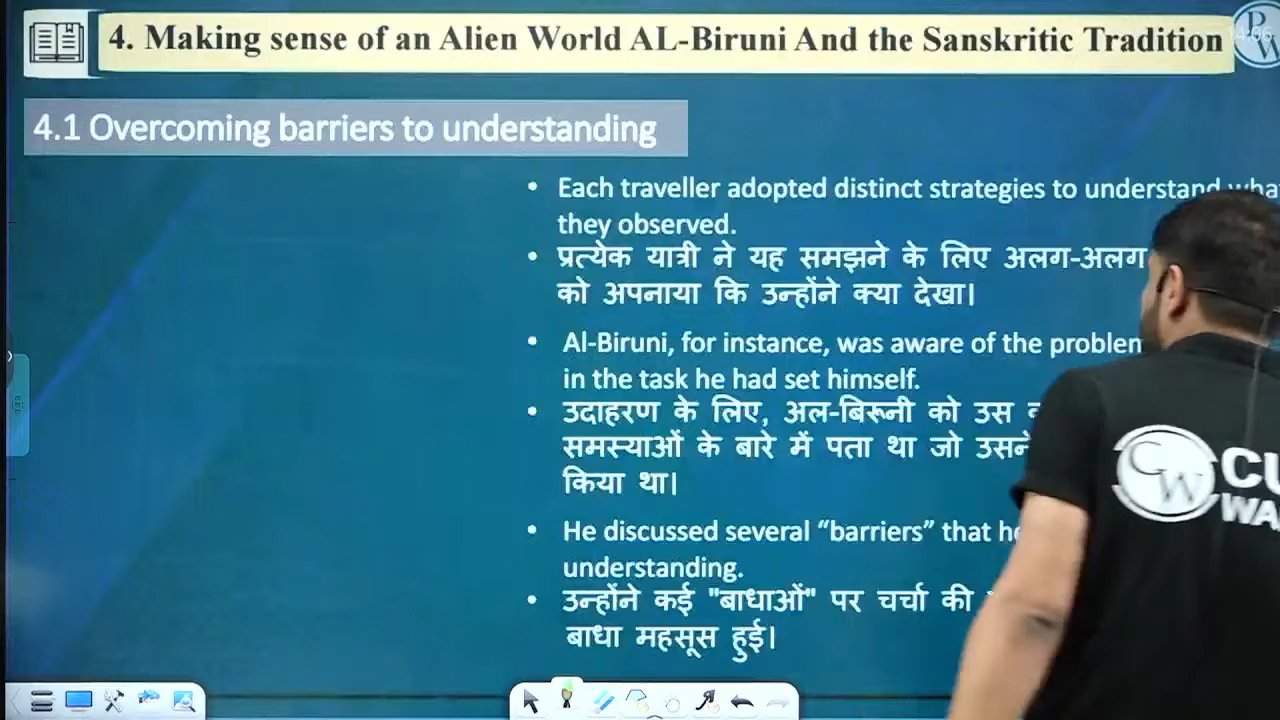 4. Making sense of an Alien World AL-Biruni And the Sanskritic Tradition
4.1 Overcoming barriers to understanding
• Each traveller adopted distinct strategies to understand
they observed.
• प्रत्येक यात्री ने यह समझने के लिए अलग-अलग
को अपनाया कि उन्होंने क्या देखा।
• Al-Biruni, for instance, was aware of the
in the task he had set himself.
• उदाहरण के लिए, अल-बिरूनी को उस
समस्याओं के बारे में पता था जो उसने
किया था।
• He discussed several “barriers” that
understanding.
• उन्होंने कई "बाधाओं" पर चर्चा की
बाधा महसूस हुई।
CW